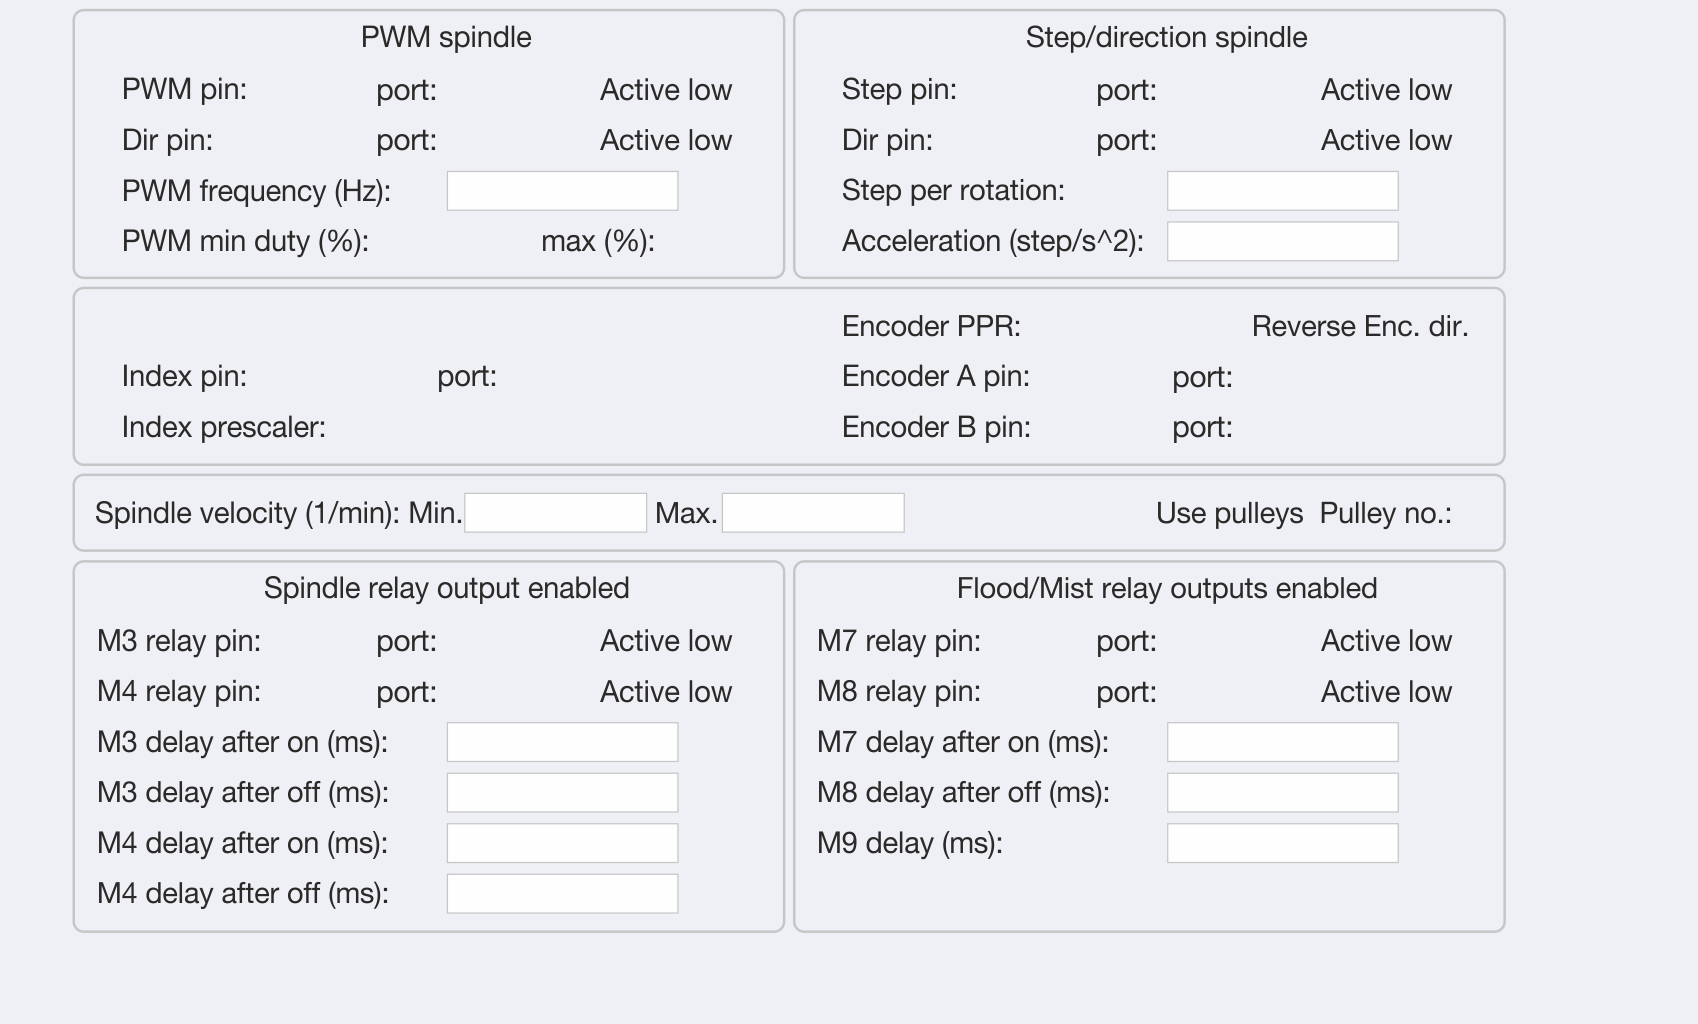 PWM spindle
PWM pin: port: Active low
Dir pin: port: Active low
PWM frequency (Hz):
PWM min duty (%): max (%):
Step/direction spindle
Step pin: port: Active low
Dir pin: port: Active low
Step per rotation:
Acceleration (step/s^2):
Index pin: port:
Index prescaler:
Encoder PPR: Reverse Enc. dir.
Encoder A pin: port:
Encoder B pin: port:
Spindle velocity (1/min): Min. Max. Use pulleys Pulley no.:
Spindle relay output enabled
M3 relay pin: port: Active low
M4 relay pin: port: Active low
M3 delay after on (ms):
M3 delay after off (ms):
M4 delay after on (ms):
M4 delay after off (ms):
Flood/Mist relay outputs enabled
M7 relay pin: port: Active low
M8 relay pin: port: Active low
M7 delay after on (ms):
M8 delay after off (ms):
M9 delay (ms):